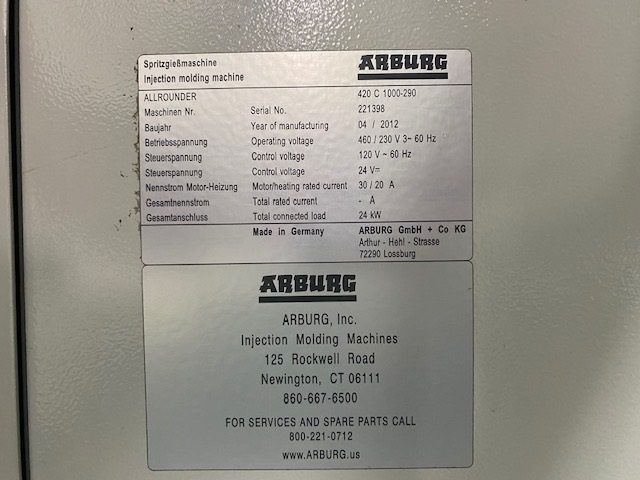 Spritzgießmaschine
Injection molding machine
ARBURG
ALLROUNDER 420 C 1000-290
Maschinen Nr. Serial No. 221398
Baujahr Year of manufacturing 04 / 2012
Betriebsspannung Operating voltage 460 / 230 V 3~ 60 Hz
Steuerspannung Control voltage 120 V ~ 60 Hz
Steuerspannung Control voltage 24 V=
Nennstrom Motor-Heizung Motor/heating rated current 30 / 20 A
Gesamtnennstrom Total rated current - A
Gesamtanschluss Total connected load 24 kW
Made in Germany ARBURG GmbH + Co KG
Arthur - Hehl - Strasse
72290 Lossburg
ARBURG
ARBURG, Inc.
Injection Molding Machines
125 Rockwell Road
Newington, CT 06111
860-667-6500
FOR SERVICES AND SPARE PARTS CALL
800-221-0712
www.ARBURG.us